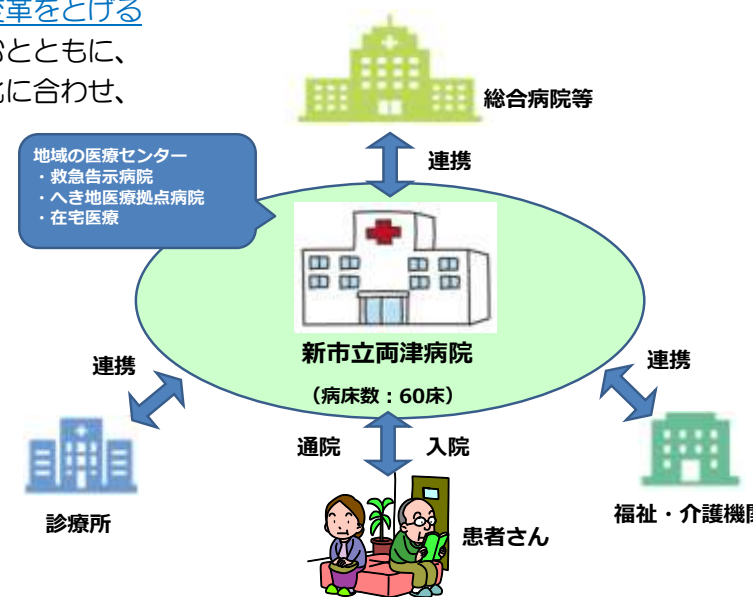 変革をとげる
とともに、
に合わせ、
総合病院等
連携
地域の医療センター
・救急告示病院
・へき地医療拠点病院
・在宅医療
新市立両津病院
（病床数：60床）
連携
連携
通院
入院
診療所
患者さん
福祉・介護機関